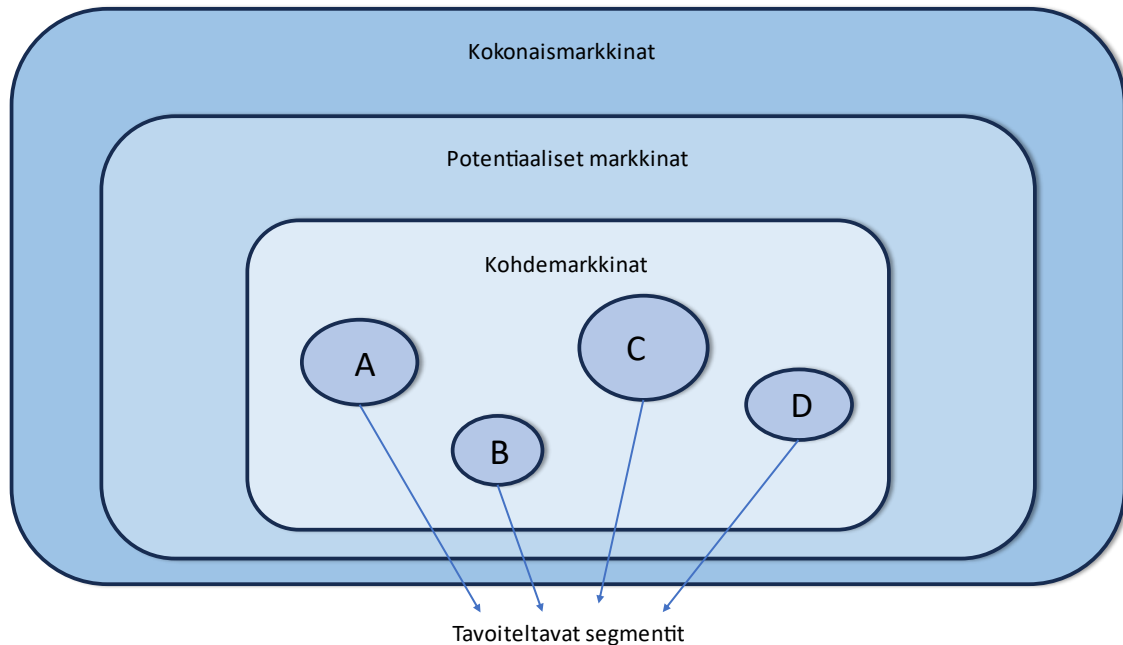 Kokonaismarkkinat
Potentiaaliset markkinat
Kohdemarkkinat
A
C
D
B
Tavoiteltavat segmentit